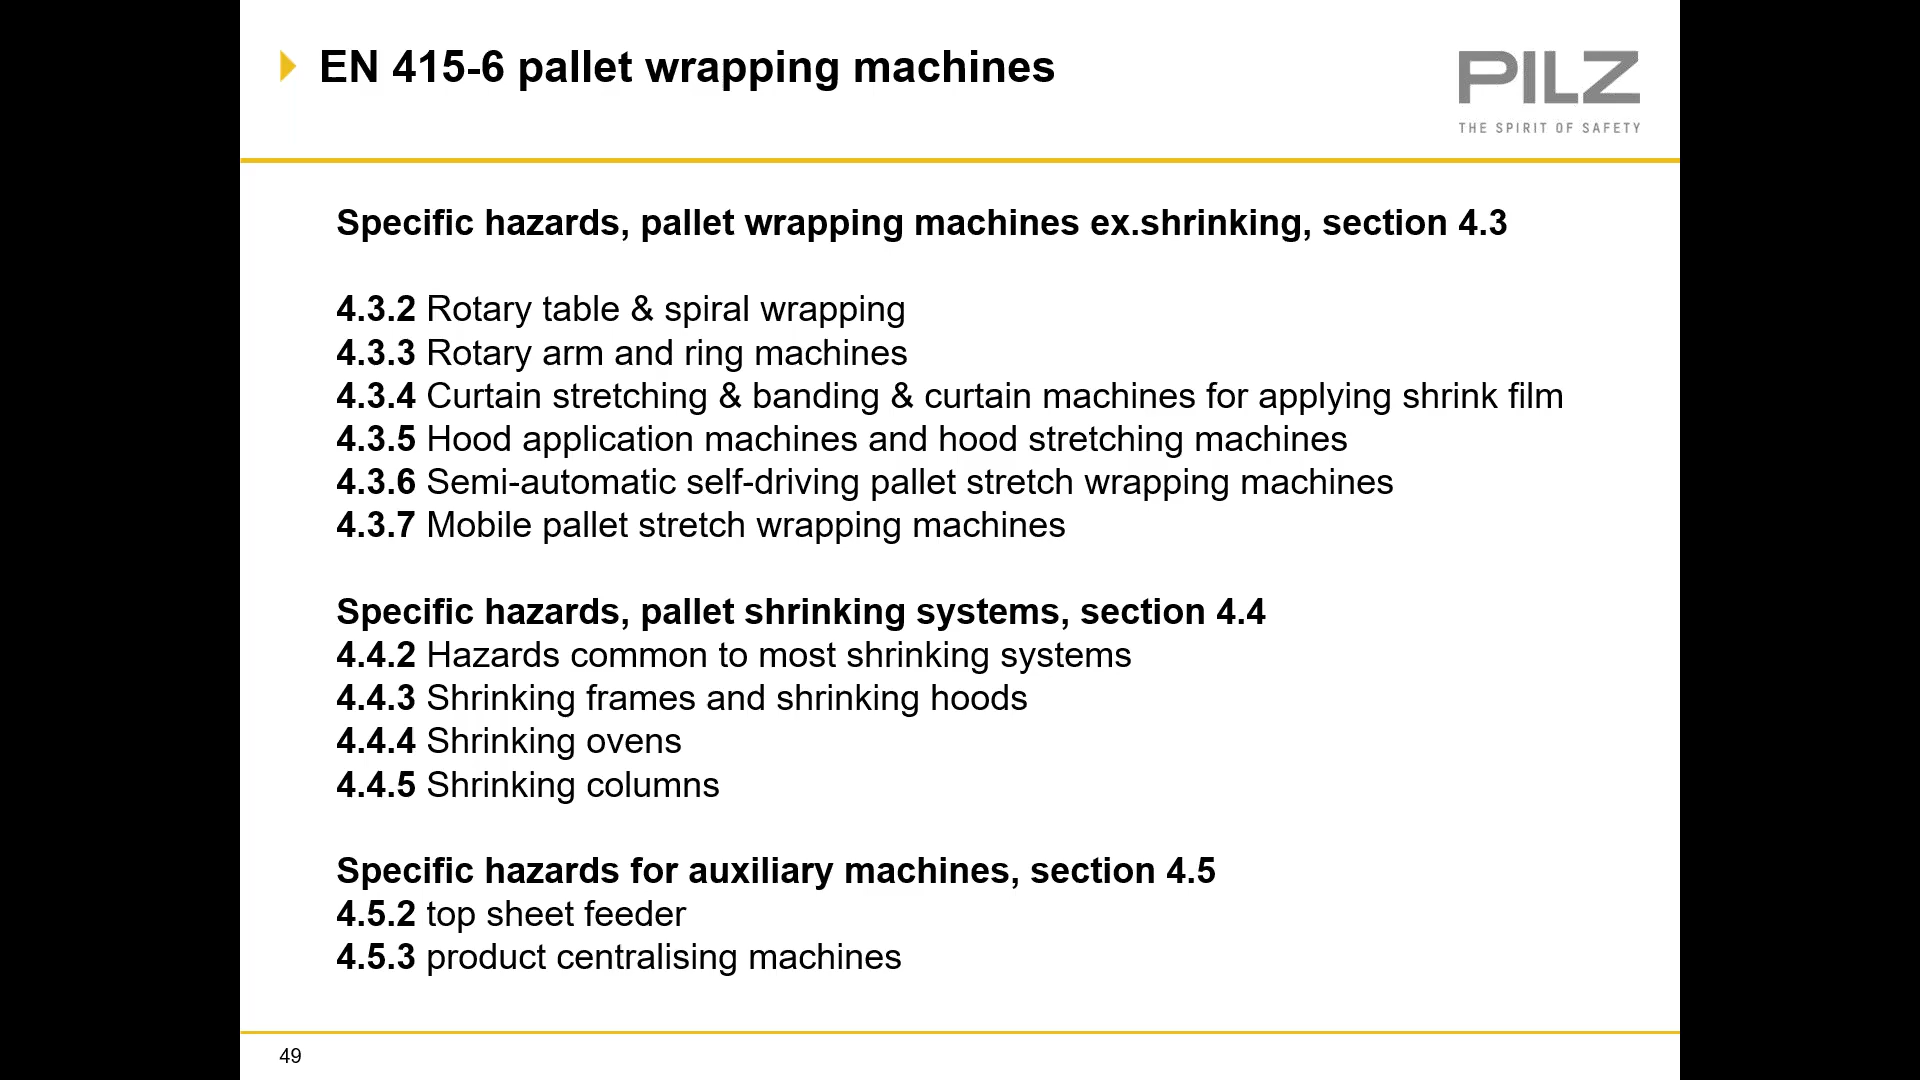 EN 415-6 pallet wrapping machines
PILZ
THE SPIRIT OF SAFETY
Specific hazards, pallet wrapping machines ex.shrinking, section 4.3
4.3.2 Rotary table & spiral wrapping
4.3.3 Rotary arm and ring machines
4.3.4 Curtain stretching & banding & curtain machines for applying shrink film
4.3.5 Hood application machines and hood stretching machines
4.3.6 Semi-automatic self-driving pallet stretch wrapping machines
4.3.7 Mobile pallet stretch wrapping machines
Specific hazards, pallet shrinking systems, section 4.4
4.4.2 Hazards common to most shrinking systems
4.4.3 Shrinking frames and shrinking hoods
4.4.4 Shrinking ovens
4.4.5 Shrinking columns
Specific hazards for auxiliary machines, section 4.5
4.5.2 top sheet feeder
4.5.3 product centralising machines
49